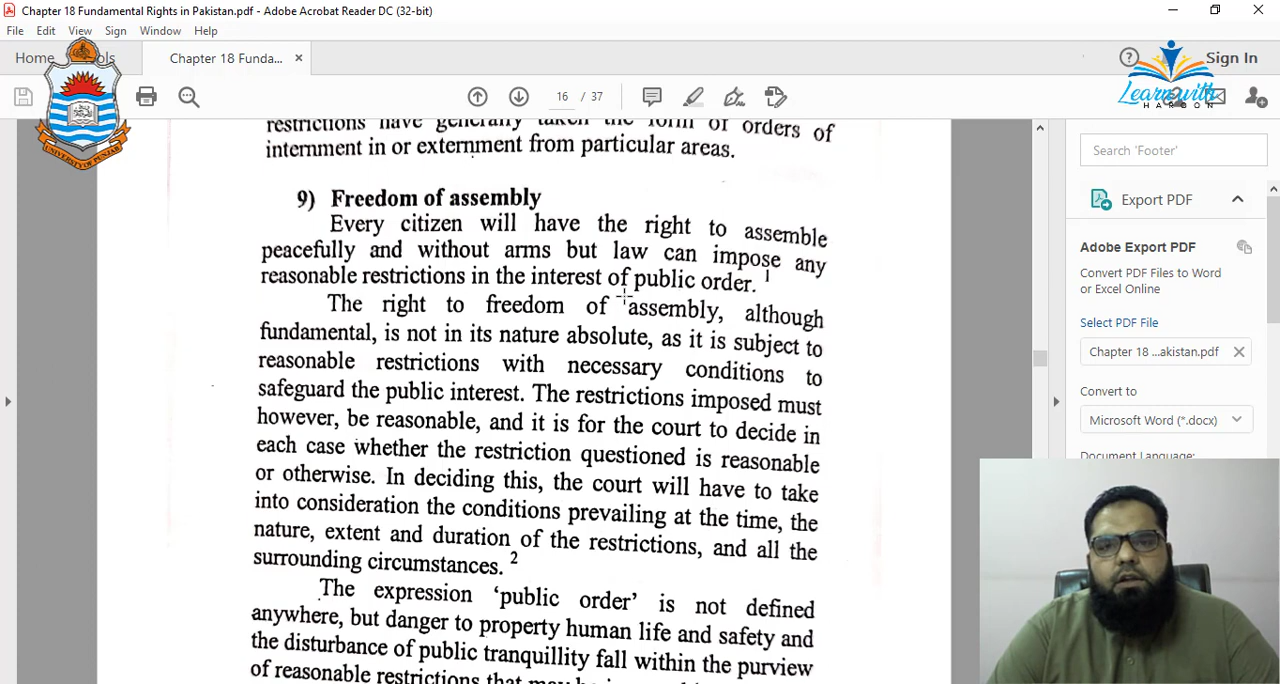 Chapter 18 Fundamental Rights in Pakistan.pdf - Adobe Acrobat Reader DC (32-bit)
File Edit View Sign Window Help
Home
Chapter 18 Funda... ×
Sign In
Learn with
HAROON
UNIVERSITY OF PUNJAB
16 / 37
restrictions have generally taken the form of orders of
internment in or externment from particular areas.
9) Freedom of assembly
Every citizen will have the right to assemble
peacefully and without arms but law can impose any
reasonable restrictions in the interest of public order. 1
The right to freedom of assembly, although
fundamental, is not in its nature absolute, as it is subject to
reasonable restrictions with necessary conditions to
safeguard the public interest. The restrictions imposed must
however, be reasonable, and it is for the court to decide in
each case whether the restriction questioned is reasonable
or otherwise. In deciding this, the court will have to take
into consideration the conditions prevailing at the time, the
nature, extent and duration of the restrictions, and all the
surrounding circumstances. 2
The expression 'public order' is not defined
anywhere, but danger to property human life and safety and
the disturbance of public tranquillity fall within the purview
of reasonable restrictions that may be
Search 'Footer'
Export PDF
Adobe Export PDF
Convert PDF Files to Word
or Excel Online
Select PDF File
Chapter 18 ...akistan.pdf
Convert to
Microsoft Word (*.docx)
Document Language: